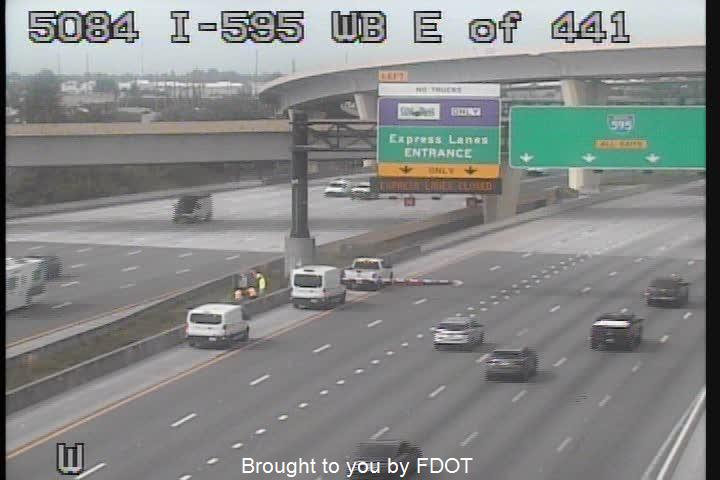 5084 I-595 WB E of 441
LEFT
NO TRUCKS
SUNPASS ONLY
Express Lanes
ENTRANCE
ONLY
EXPRESS LANES CLOSED
595
ALL EXITS
W
Brought to you by FDOT